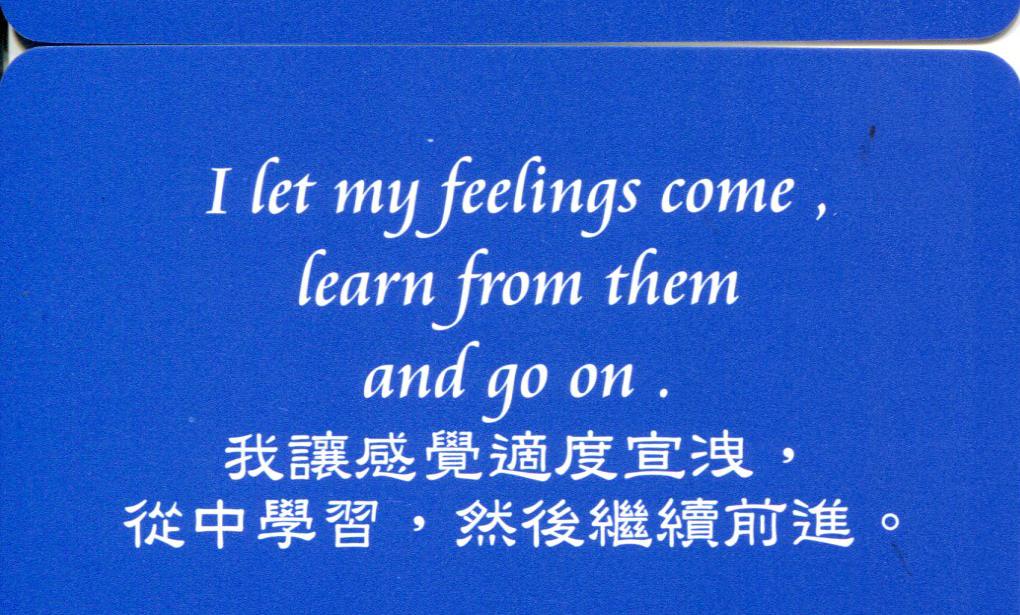 I let my feelings come ,
learn from them
and go on .
我讓感覺適度宣洩，
從中學習，然後繼續前進。